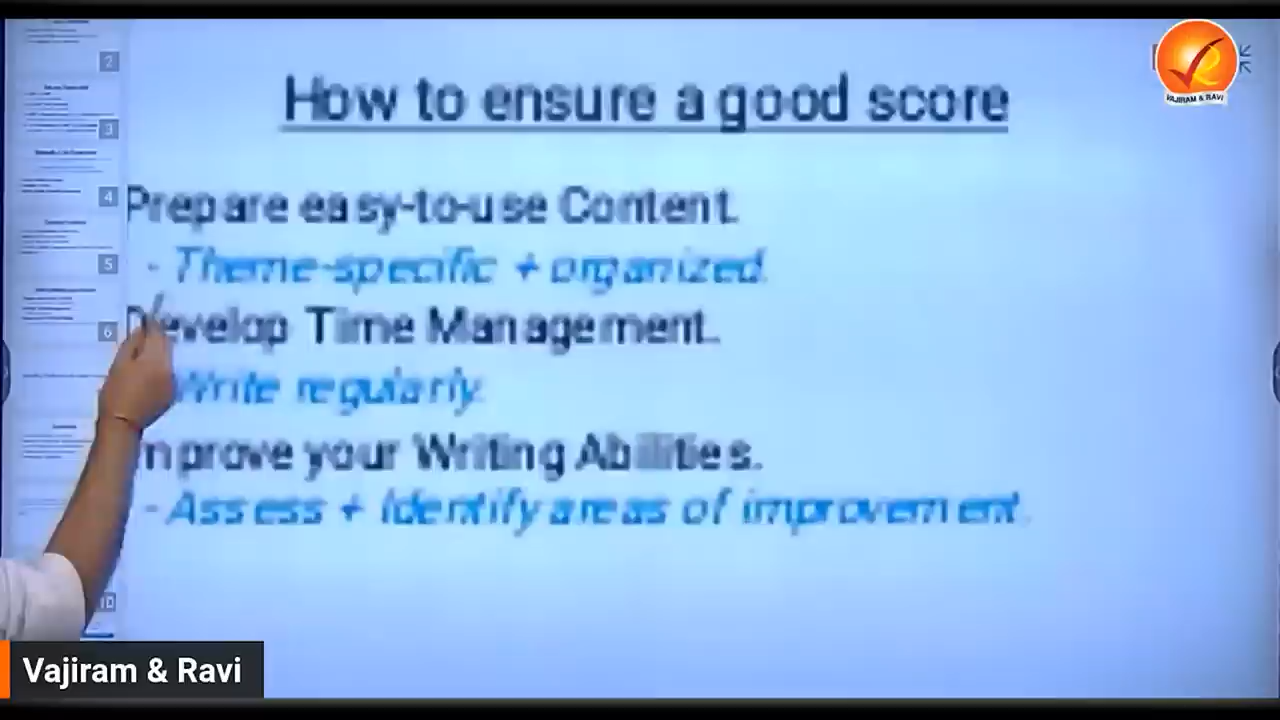 How to ensure a good score
Prepare easy-to-use Content.
- Theme-specific + organized.
Develop Time Management.
Write regularly.
Improve your Writing Abilities.
- Assess + Identify areas of improvement.
2
3
4
5
6
10
VAJIRAM & RAVI
Vajiram & Ravi